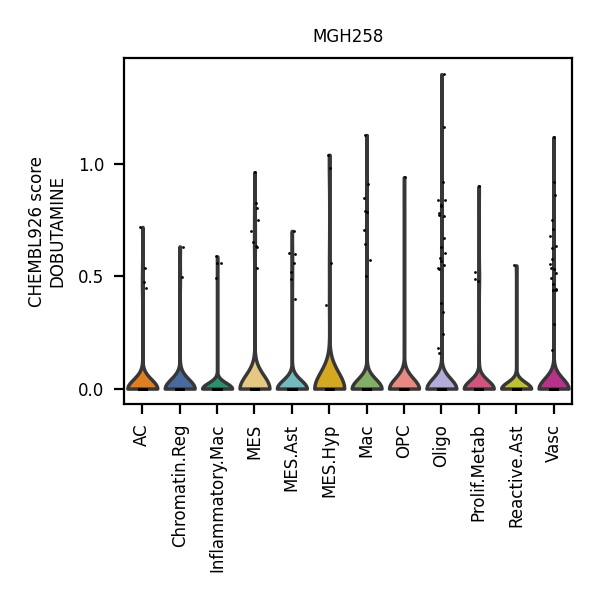 MGH258
CHEMBL926 score
DOBUTAMINE
1.0
0.5
0.0
AC
Chromatin.Reg
Inflammatory.Mac
MES
MES.Ast
MES.Hyp
Mac
OPC
Oligo
Prolif.Metab
Reactive.Ast
Vasc